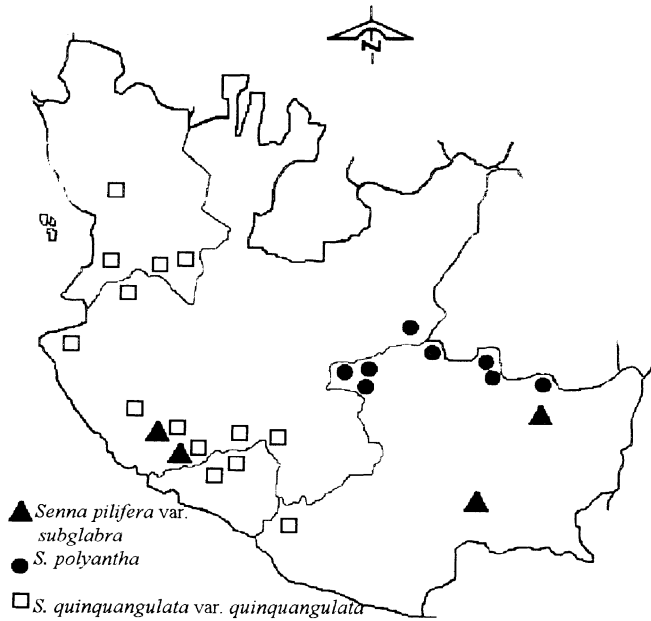 N
Senna pilifera var.
subglabra
S. polyantha
S. quinquangulata var. quinquangulata